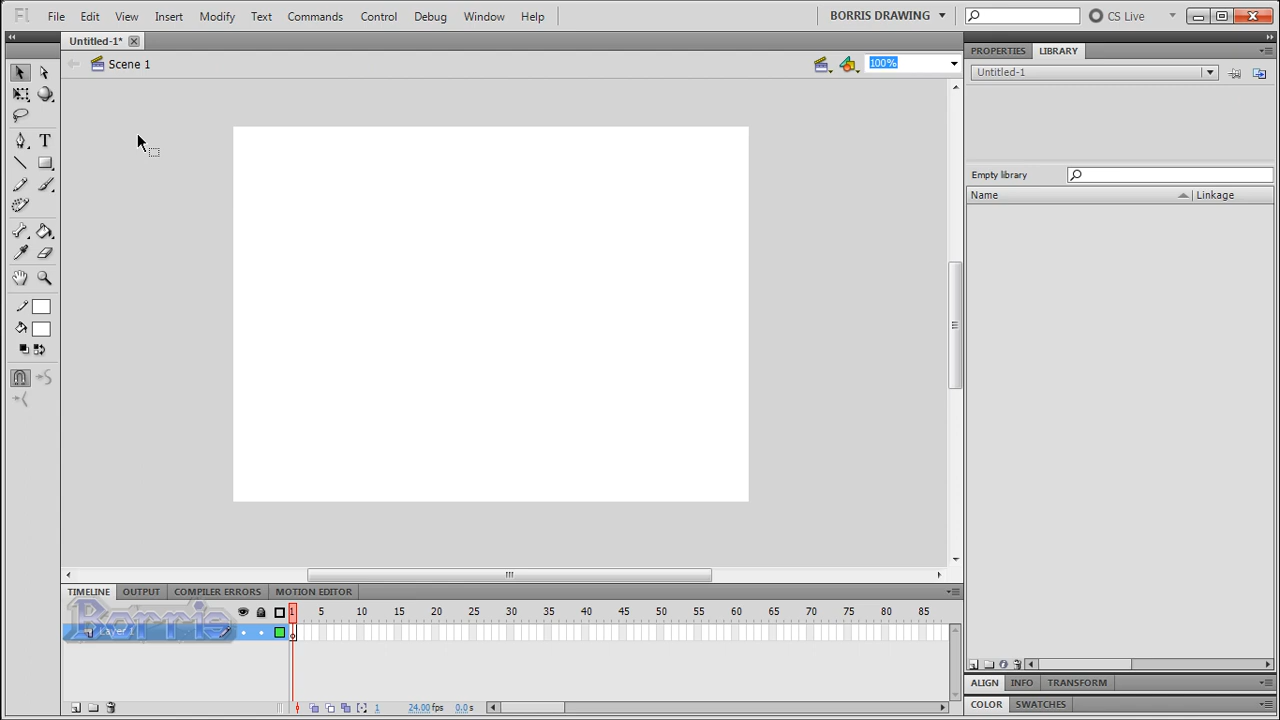 Fl File Edit View Insert Modify Text Commands Control Debug Window Help BORRIS DRAWING CS Live
Untitled-1*
Scene 1 100%
PROPERTIES LIBRARY
Untitled-1
Empty library
Name Linkage
T
TIMELINE OUTPUT COMPILER ERRORS MOTION EDITOR
1 5 10 15 20 25 30 35 40 45 50 55 60 65 70 75 80 85
Borris
Layer 1
1 24.00 fps 0.0 s
ALIGN INFO TRANSFORM
COLOR SWATCHES